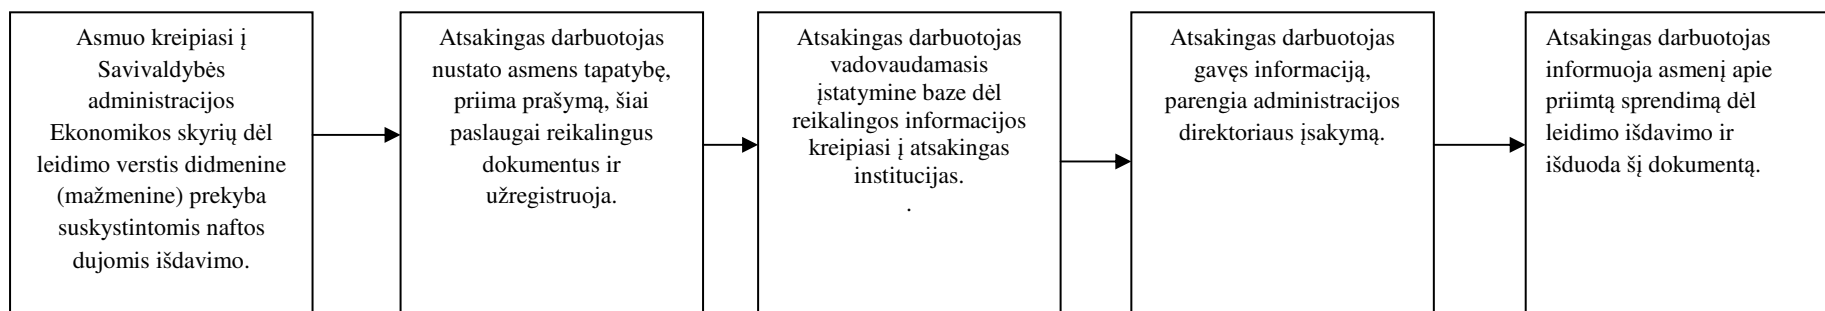 Asmuo kreipiasi į
Savivaldybės
administracijos
Ekonomikos skyrių dėl
leidimo verstis didmenine
(mažmenine) prekyba
suskystintomis naftos
dujomis išdavimo.
Atsakingas darbuotojas
nustato asmens tapatybę,
priima prašymą, šiai
paslaugai reikalingus
dokumentus ir
užregistruoja.
Atsakingas darbuotojas
vadovaudamasis
įstatymine baze dėl
reikalingos informacijos
kreipiasi į atsakingas
institucijas.
.
Atsakingas darbuotojas
gavęs informaciją,
parengia administracijos
direktoriaus įsakymą.
Atsakingas darbuotojas
informuoja asmenį apie
priimtą sprendimą dėl
leidimo išdavimo ir
išduoda šį dokumentą.